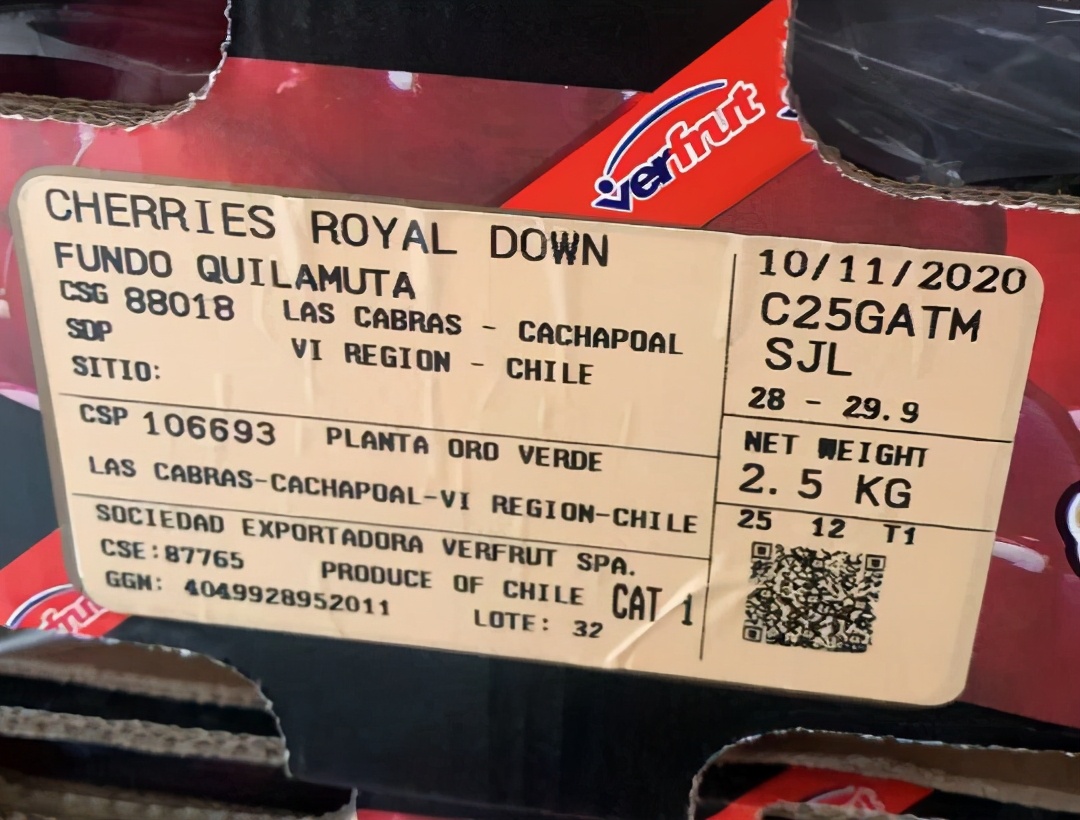 verfrut
CHERRIES ROYAL DOWN
FUNDO QUILAMUTA
CSG 88018 LAS CABRAS - CACHAPOAL
SDP VI REGION - CHILE
SITIO:
CSP 106693 PLANTA ORO VERDE
LAS CABRAS-CACHAPOAL-VI REGION-CHILE
SOCIEDAD EXPORTADORA VERFRUT SPA.
CSE:87765 PRODUCE OF CHILE CAT 1
GGN: 4049928952011 LOTE: 32
10/11/2020
C25GATM
SJL
28 - 29.9
NET WEIGHT
2.5 KG
25 12 T1